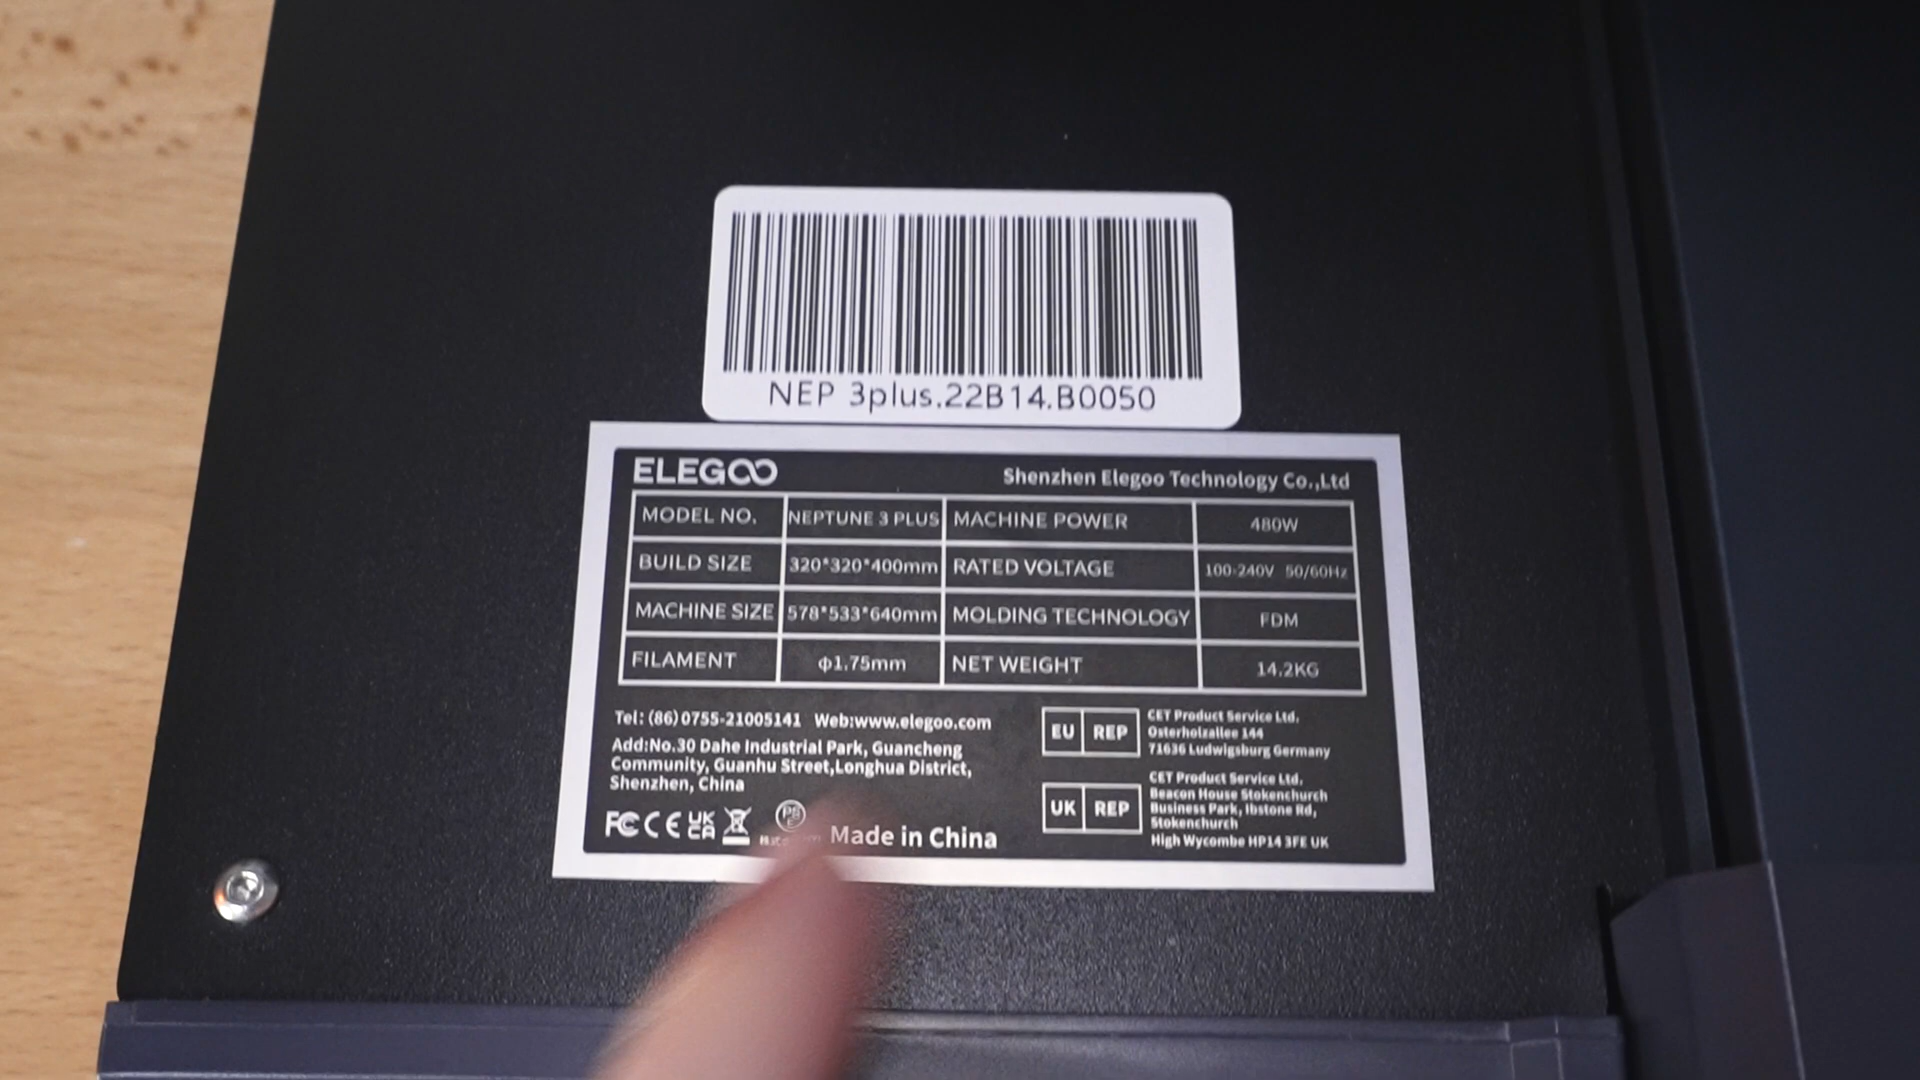 NEP 3plus.22B14.B0050
ELEGOO Shenzhen Elegoo Technology Co.,Ltd
MODEL NO. NEPTUNE 3 PLUS MACHINE POWER 480W
BUILD SIZE 320*320*400mm RATED VOLTAGE 100-240V 50/60Hz
MACHINE SIZE 578*533*640mm MOLDING TECHNOLOGY FDM
FILAMENT φ1.75mm NET WEIGHT 14.2KG
Tel: (86)0755-21005141 Web:www.elegoo.com
Add:No.30 Dahe Industrial Park, Guancheng
Community, Guanhu Street,Longhua District,
Shenzhen, China
FC CE UK CA PS E Made in China
EU REP
CET Product Service Ltd.
Osterholzallee 144
71636 Ludwigsburg Germany
UK REP
CET Product Service Ltd.
Beacon House Stokenchurch
Business Park, Ibstone Rd,
Stokenchurch
High Wycombe HP14 3FE UK